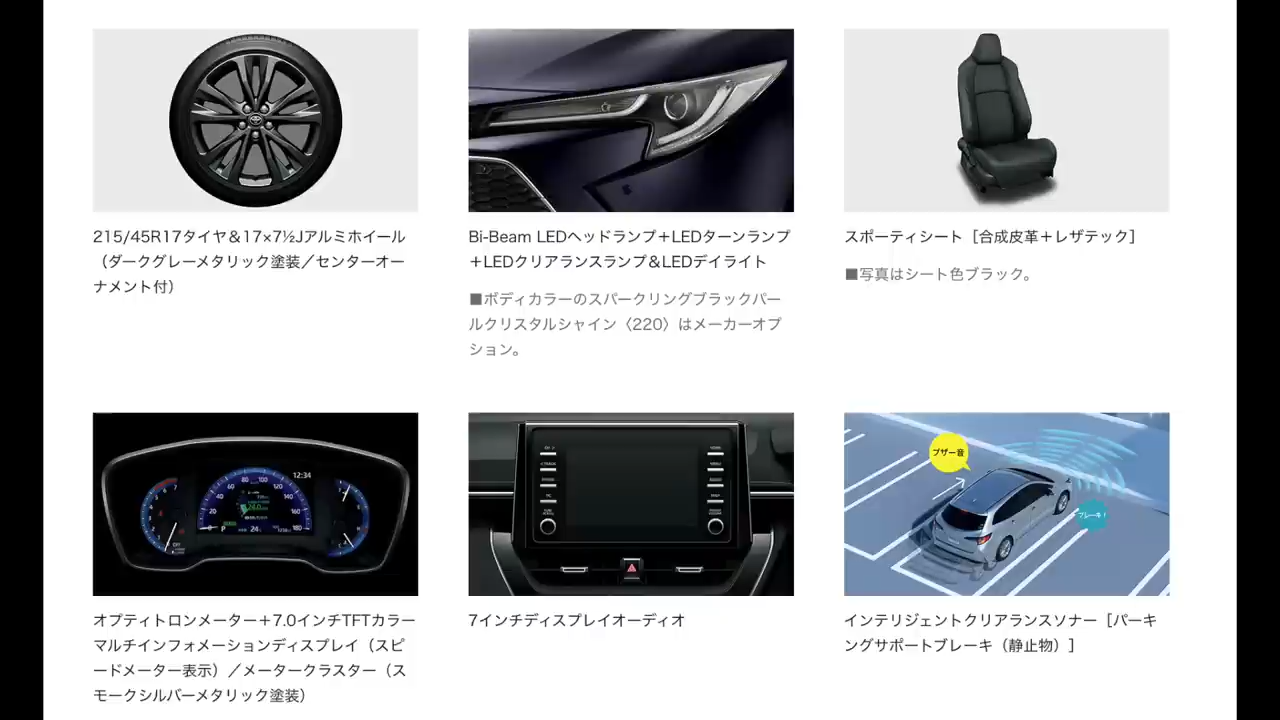 215/45R17タイヤ＆17×7½Jアルミホイール
（ダークグレーメタリック塗装／センターオー
ナメント付）
Bi-Beam LEDヘッドランプ＋LEDターンランプ
＋LEDクリアランスランプ＆LEDデイライト
■ボディカラーのスパークリングブラックパー
ルクリスタルシャイン〈220〉はメーカーオプ
ション。
スポーティシート［合成皮革＋レザテック］
■写真はシート色ブラック。
12:34
ブザー音
ブレーキ！
オプティトロンメーター＋7.0インチTFTカラー
マルチインフォメーションディスプレイ（スピ
ードメーター表示）／メータークラスター（ス
モークシルバーメタリック塗装）
7インチディスプレイオーディオ
インテリジェントクリアランスソナー［パーキ
ングサポートブレーキ（静止物）］